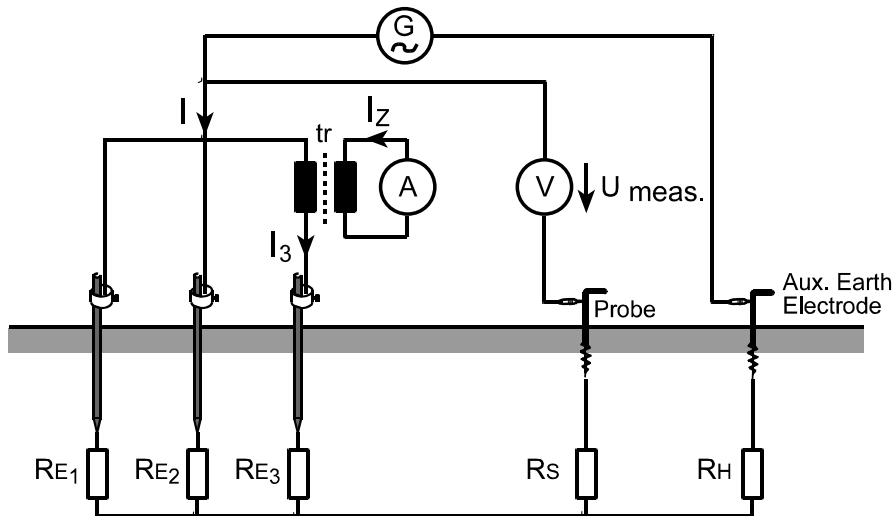 G
I
tr
IZ
A
V
U meas.
I3
Probe
Aux. Earth
Electrode
RE1
RE2
RE3
RS
RH